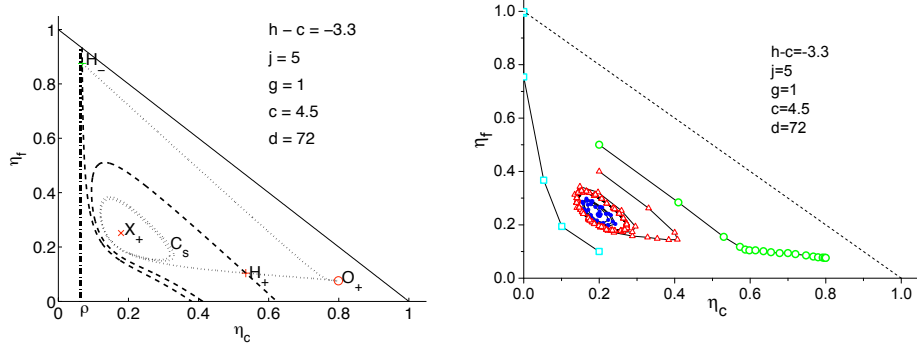 h − c = −3.3
j = 5
g = 1
c = 4.5
d = 72
η_f
1
0.8
0.6
0.4
0.2
0
H_−
X_+
C_s
H_+
O_+
0
ρ
0.2
0.4
0.6
0.8
1
η_c
h-c=-3.3
j=5
g=1
c=4.5
d=72
η_f
1.0
0.8
0.6
0.4
0.2
0.0
0.0
0.2
0.4
0.6
0.8
1.0
η_c